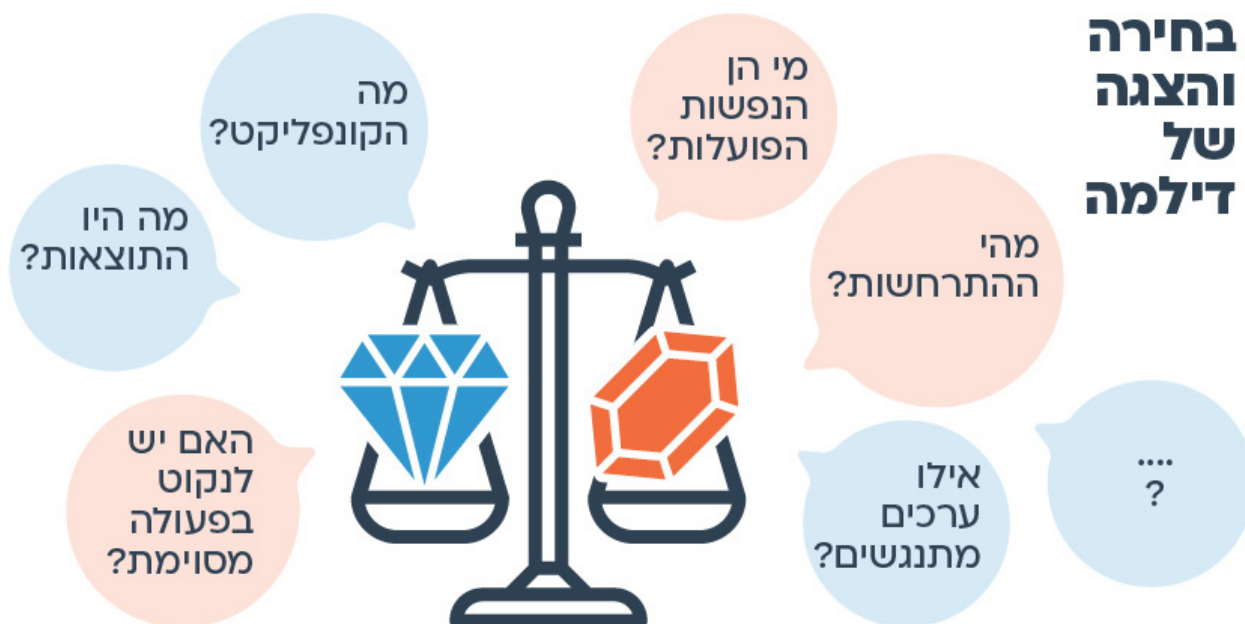 בחירה
והצגה
של
דילמה
מי הן
הנפשות
הפועלות?
מה
הקונפליקט?
מהי
ההתרחשות?
מה היו
התוצאות?
....
?
אילו
ערכים
מתנגשים?
האם יש
לנקוט
בפעולה
מסוימת?